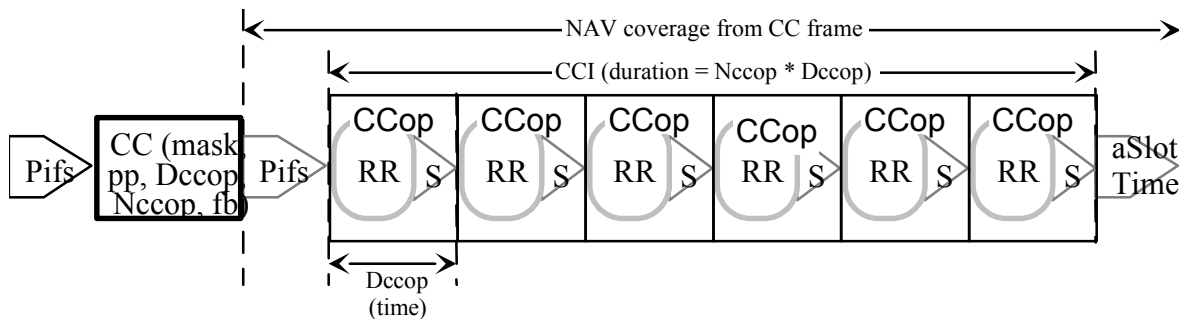 NAV coverage from CC frame
CCI (duration = Nccop * Dccop)
CCop CCop CCop CCop CCop CCop
Pifs
CC (mask,
pp, Dccop,
Nccop, fb)
Pifs
RR S RR S RR S RR S RR S RR S
aSlot
Time
Dccop
(time)